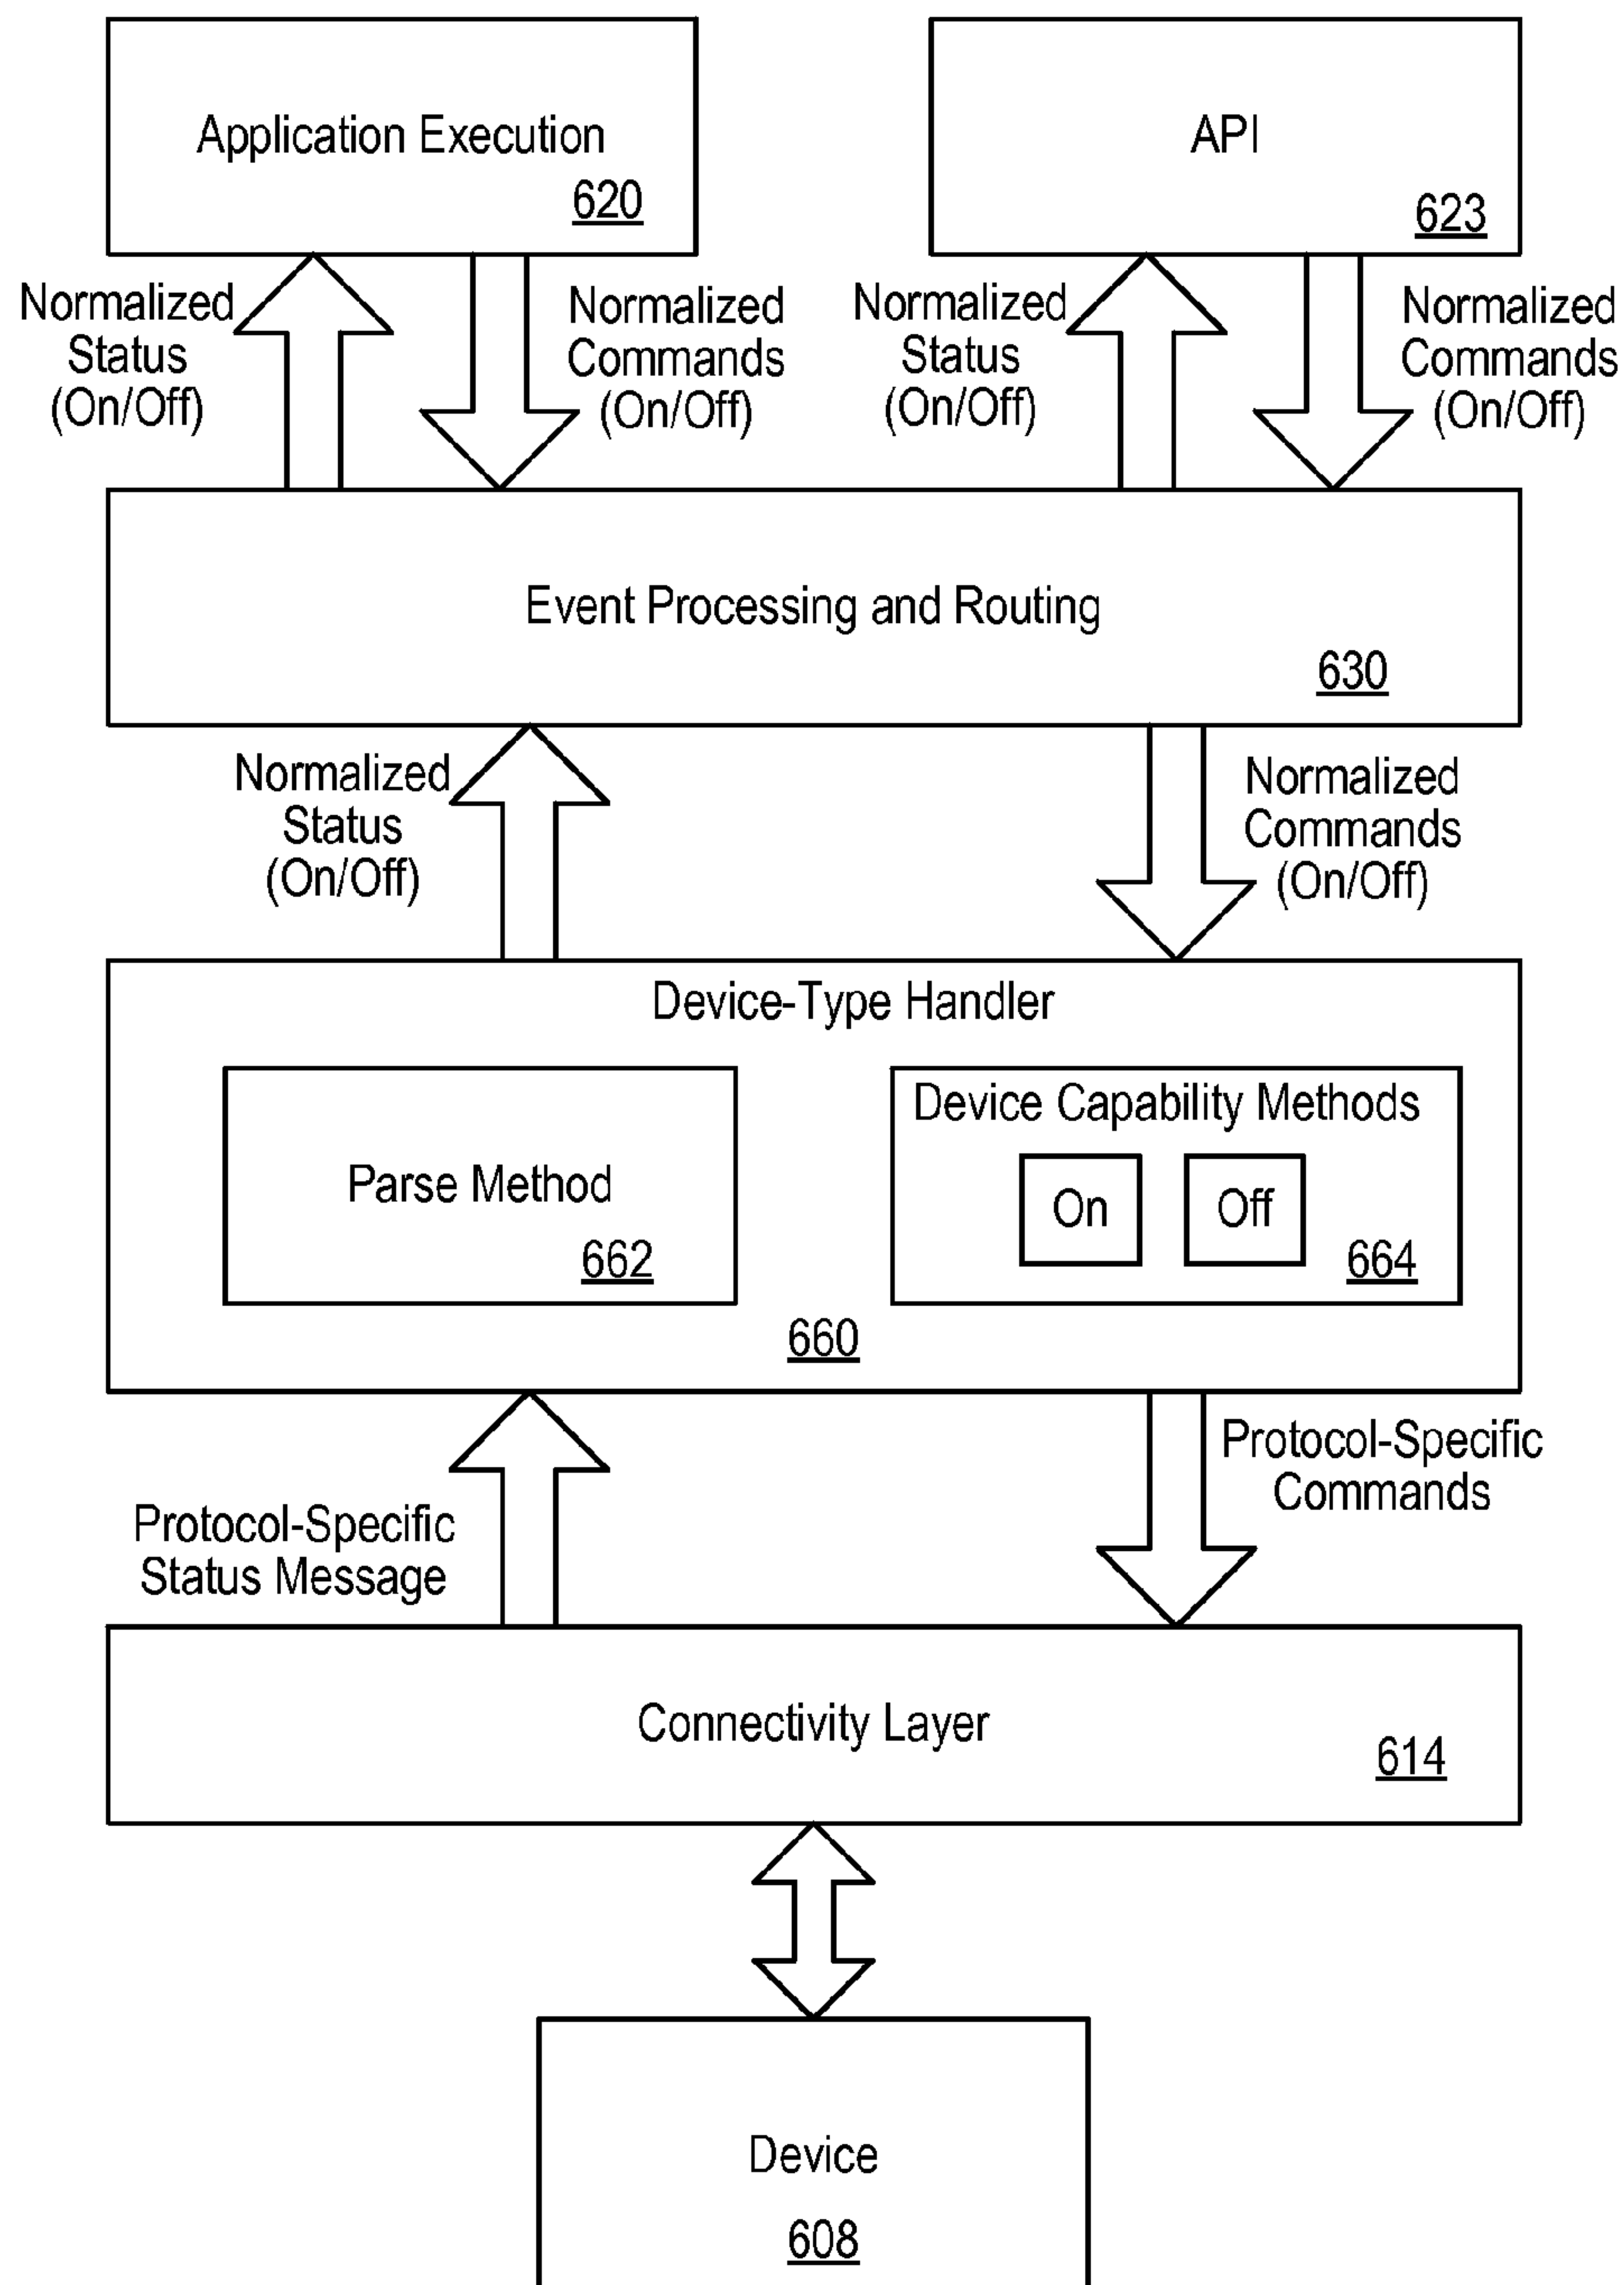 Application Execution
620
API
623
Normalized
Status
(On/Off)
Normalized
Commands
(On/Off)
Normalized
Status
(On/Off)
Normalized
Commands
(On/Off)
Event Processing and Routing
630
Normalized
Status
(On/Off)
Normalized
Commands
(On/Off)
Device-Type Handler
Parse Method
662
Device Capability Methods
On
Off
664
660
Protocol-Specific
Status Message
Protocol-Specific
Commands
Connectivity Layer
614
Device
608